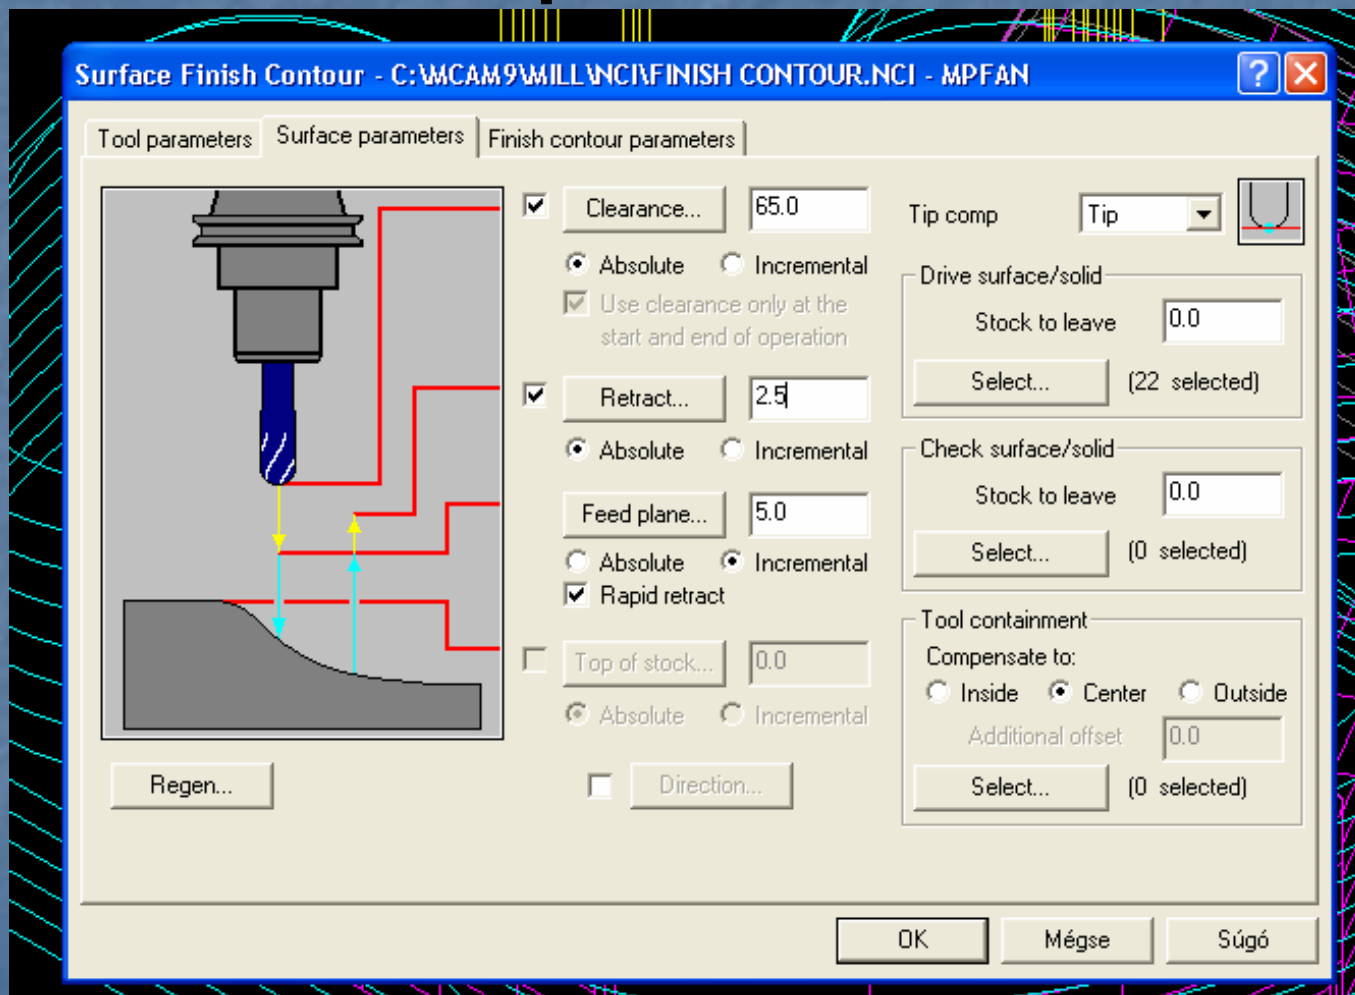 Surface Finish Contour - C:\MCAM9\MILL\NCI\FINISH CONTOUR.NCI - MPFAN
Tool parameters
Surface parameters
Finish contour parameters
Clearance...
65.0
Absolute
Incremental
Use clearance only at the
start and end of operation
Retract...
2.5
Absolute
Incremental
Feed plane...
5.0
Absolute
Incremental
Rapid retract
Top of stock...
0.0
Absolute
Incremental
Regen...
Direction...
Tip comp
Tip
Drive surface/solid
Stock to leave
0.0
Select...
(22 selected)
Check surface/solid
Stock to leave
0.0
Select...
(0 selected)
Tool containment
Compensate to:
Inside
Center
Outside
Additional offset
0.0
Select...
(0 selected)
OK
Mégse
Súgó